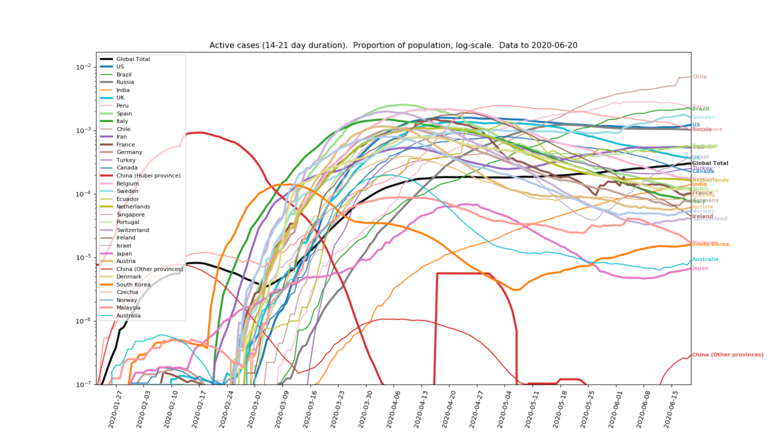 Active cases (14-21 day duration). Proportion of population, log-scale. Data to 2020-06-20
10⁻²
10⁻³
10⁻⁴
10⁻⁵
10⁻⁶
10⁻⁷
Global Total
US
Brazil
Russia
India
UK
Peru
Spain
Italy
Chile
Iran
France
Germany
Turkey
Canada
China (Hubei province)
Belgium
Sweden
Ecuador
Netherlands
Singapore
Portugal
Switzerland
Ireland
Israel
Japan
Austria
China (Other provinces)
Denmark
South Korea
Czechia
Norway
Malaysia
Australia
Chile
Brazil
Sweden
US
Global Total
Turkey
Canada
India
France
Ireland
Australia
Japan
China (Other provinces)
2020-01-27
2020-02-03
2020-02-10
2020-02-17
2020-02-24
2020-03-02
2020-03-09
2020-03-16
2020-03-23
2020-03-30
2020-04-06
2020-04-13
2020-04-20
2020-04-27
2020-05-04
2020-05-11
2020-05-18
2020-05-25
2020-06-01
2020-06-08
2020-06-15